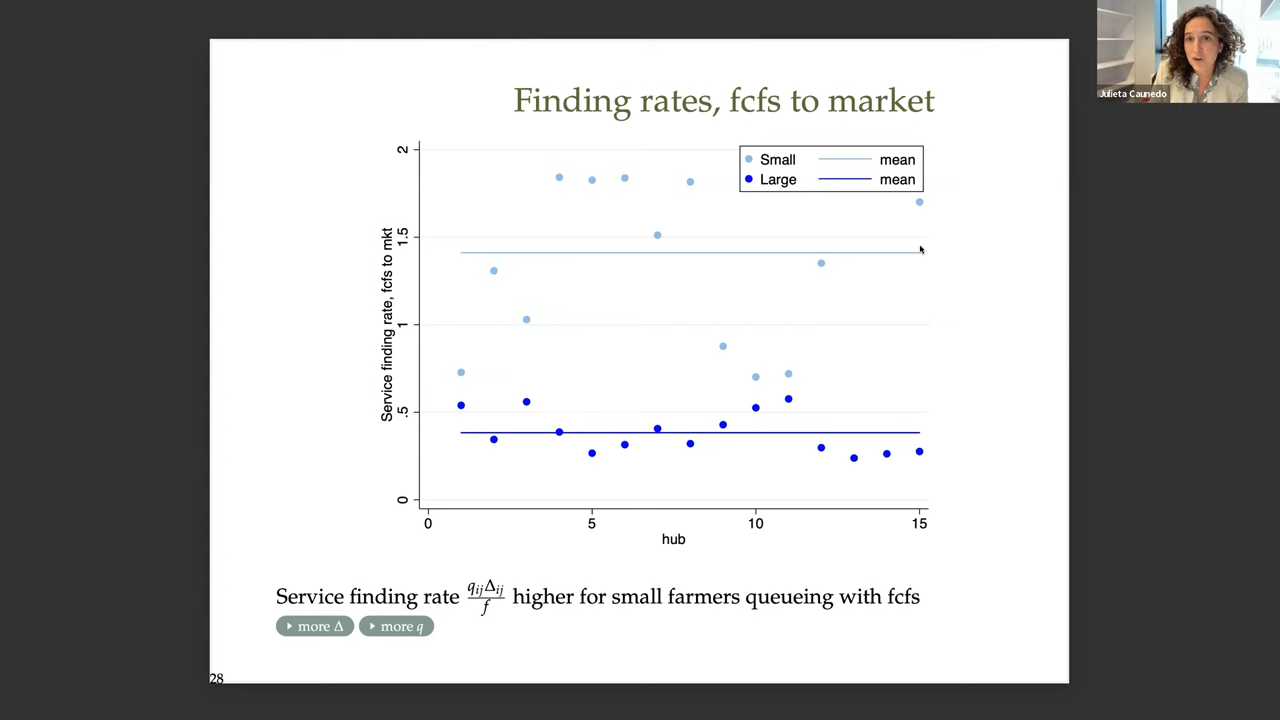 Julieta Caunedo
Finding rates, fcfs to market
Small mean
Large mean
Service finding rate, fcfs to mkt
2
1.5
1
.5
0
0 5 10 15
hub
Service finding rate q_{ij}Δ_{ij}/f higher for small farmers queueing with fcfs
more Δ more q
28